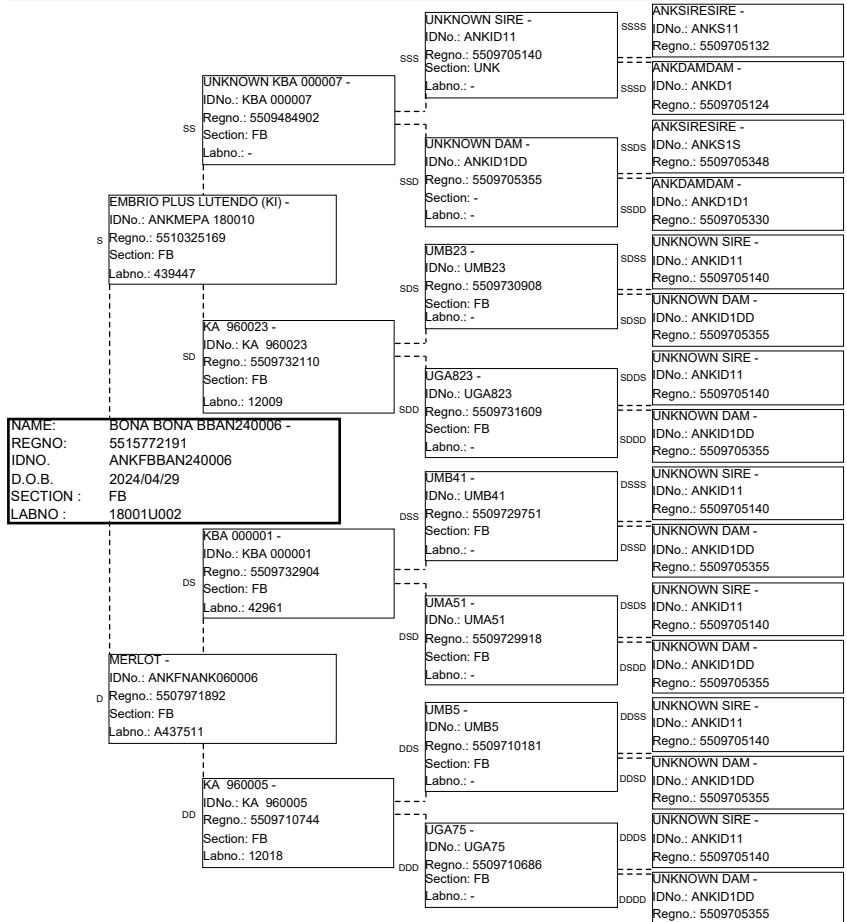 NAME: BONA BONA BBAN240006 -
REGNO: 5515772191
IDNO. ANKFBBAN240006
D.O.B. 2024/04/29
SECTION : FB
LABNO : 18001U002
S
EMBRIO PLUS LUTENDO (KI) -
IDNo.: ANKMEPA 180010
Regno.: 5510325169
Section: FB
Labno.: 439447
D
MERLOT -
IDNo.: ANKFNANK060006
Regno.: 5507971892
Section: FB
Labno.: A437511
SS
UNKNOWN KBA 000007 -
IDNo.: KBA 000007
Regno.: 5509484902
Section: FB
Labno.: -
SD
KA 960023 -
IDNo.: KA 960023
Regno.: 5509732110
Section: FB
Labno.: 12009
DS
KBA 000001 -
IDNo.: KBA 000001
Regno.: 5509732904
Section: FB
Labno.: 42961
DD
KA 960005 -
IDNo.: KA 960005
Regno.: 5509710744
Section: FB
Labno.: 12018
SSS
UNKNOWN SIRE -
IDNo.: ANKID11
Regno.: 5509705140
Section: UNK
Labno.: -
SSD
UNKNOWN DAM -
IDNo.: ANKID1DD
Regno.: 5509705355
Section: -
Labno.: -
SDS
UMB23 -
IDNo.: UMB23
Regno.: 5509730908
Section: FB
Labno.: -
SDD
UGA823 -
IDNo.: UGA823
Regno.: 5509731609
Section: FB
Labno.: -
DSS
UMB41 -
IDNo.: UMB41
Regno.: 5509729751
Section: FB
Labno.: -
DSD
UMA51 -
IDNo.: UMA51
Regno.: 5509729918
Section: FB
Labno.: -
DDS
UMB5 -
IDNo.: UMB5
Regno.: 5509710181
Section: FB
Labno.: -
DDD
UGA75 -
IDNo.: UGA75
Regno.: 5509710686
Section: FB
Labno.: -
SSSS
ANKSIRESIRE -
IDNo.: ANKS11
Regno.: 5509705132
SSSD
ANKDAMDAM -
IDNo.: ANKD1
Regno.: 5509705124
SSDS
ANKSIRESIRE -
IDNo.: ANKS1S
Regno.: 5509705348
SSDD
ANKDAMDAM -
IDNo.: ANKD1D1
Regno.: 5509705330
SDSS
UNKNOWN SIRE -
IDNo.: ANKID11
Regno.: 5509705140
SDSD
UNKNOWN DAM -
IDNo.: ANKID1DD
Regno.: 5509705355
SDDS
UNKNOWN SIRE -
IDNo.: ANKID11
Regno.: 5509705140
SDDD
UNKNOWN DAM -
IDNo.: ANKID1DD
Regno.: 5509705355
DSSS
UNKNOWN SIRE -
IDNo.: ANKID11
Regno.: 5509705140
DSSD
UNKNOWN DAM -
IDNo.: ANKID1DD
Regno.: 5509705355
DSDS
UNKNOWN SIRE -
IDNo.: ANKID11
Regno.: 5509705140
DSDD
UNKNOWN DAM -
IDNo.: ANKID1DD
Regno.: 5509705355
DDSS
UNKNOWN SIRE -
IDNo.: ANKID11
Regno.: 5509705140
DDSD
UNKNOWN DAM -
IDNo.: ANKID1DD
Regno.: 5509705355
DDDS
UNKNOWN SIRE -
IDNo.: ANKID11
Regno.: 5509705140
DDDD
UNKNOWN DAM -
IDNo.: ANKID1DD
Regno.: 5509705355